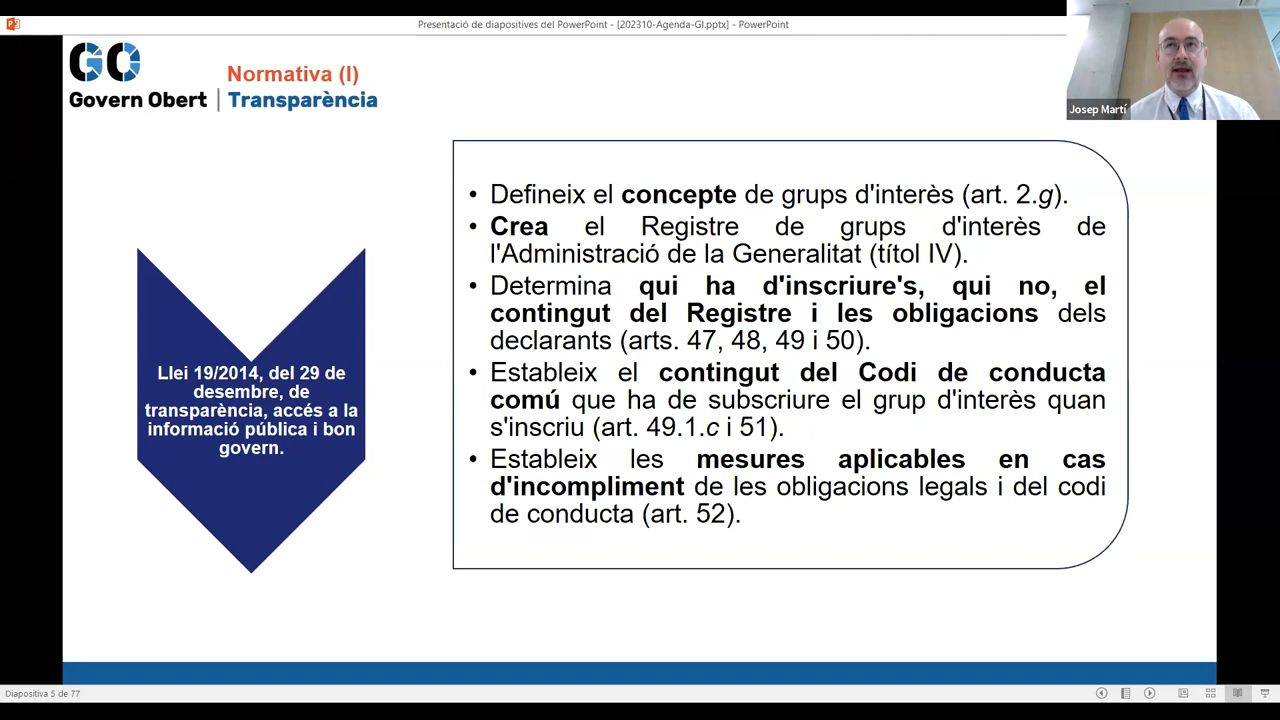 Presentació de diapositives del PowerPoint - [202310-Agenda-GI.pptx] - PowerPoint
GO
Govern Obert
Normativa (I)
Transparència
Josep Martí
Llei 19/2014, del 29 de
desembre, de
transparència, accés a la
informació pública i bon
govern.
• Defineix el concepte de grups d'interès (art. 2.g).
• Crea el Registre de grups d'interès de
l'Administració de la Generalitat (títol IV).
• Determina qui ha d'inscriure's, qui no, el
contingut del Registre i les obligacions dels
declarants (arts. 47, 48, 49 i 50).
• Estableix el contingut del Codi de conducta
comú que ha de subscriure el grup d'interès quan
s'inscriu (art. 49.1.c i 51).
• Estableix les mesures aplicables en cas
d'incompliment de les obligacions legals i del codi
de conducta (art. 52).
Diapositiva 5 de 77